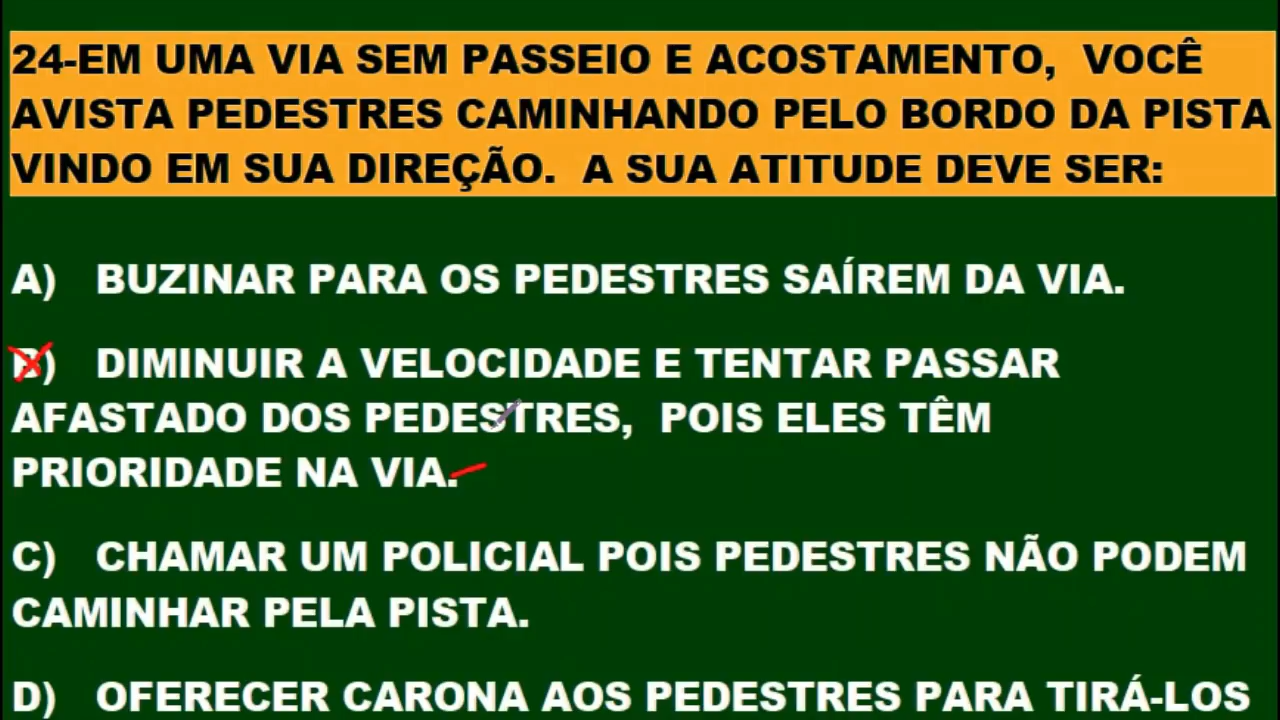 24-EM UMA VIA SEM PASSEIO E ACOSTAMENTO, VOCÊ
AVISTA PEDESTRES CAMINHANDO PELO BORDO DA PISTA
VINDO EM SUA DIREÇÃO. A SUA ATITUDE DEVE SER:
A) BUZINAR PARA OS PEDESTRES SAÍREM DA VIA.
B) DIMINUIR A VELOCIDADE E TENTAR PASSAR
AFASTADO DOS PEDESTRES, POIS ELES TÊM
PRIORIDADE NA VIA.
C) CHAMAR UM POLICIAL POIS PEDESTRES NÃO PODEM
CAMINHAR PELA PISTA.
D) OFERECER CARONA AOS PEDESTRES PARA TIRÁ-LOS